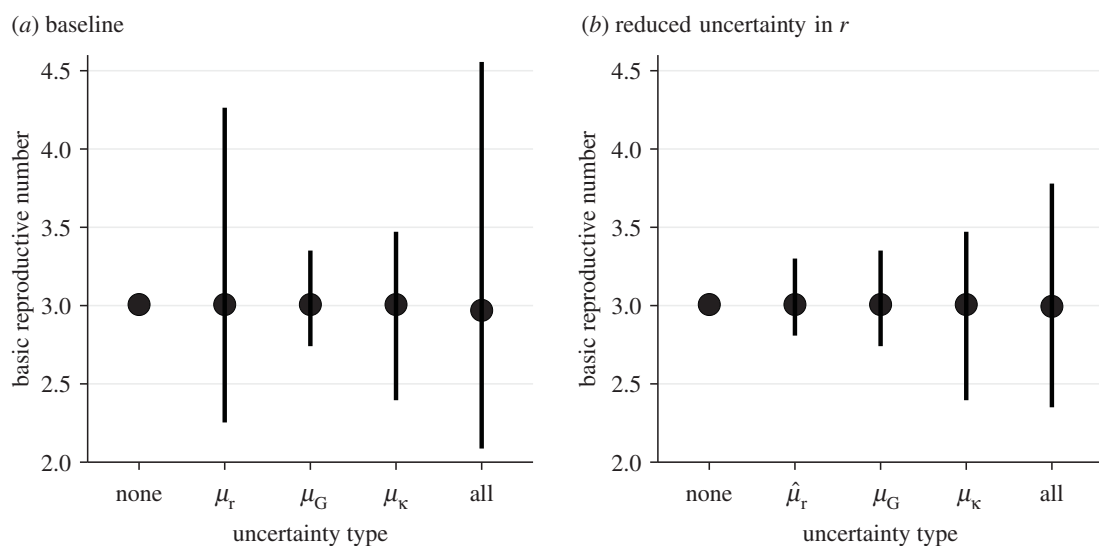 (a) baseline
(b) reduced uncertainty in r
basic reproductive number
4.5
4.0
3.5
3.0
2.5
2.0
none
μr
μG
μκ
all
uncertainty type
basic reproductive number
4.5
4.0
3.5
3.0
2.5
2.0
none
μ̂r
μG
μκ
all
uncertainty type